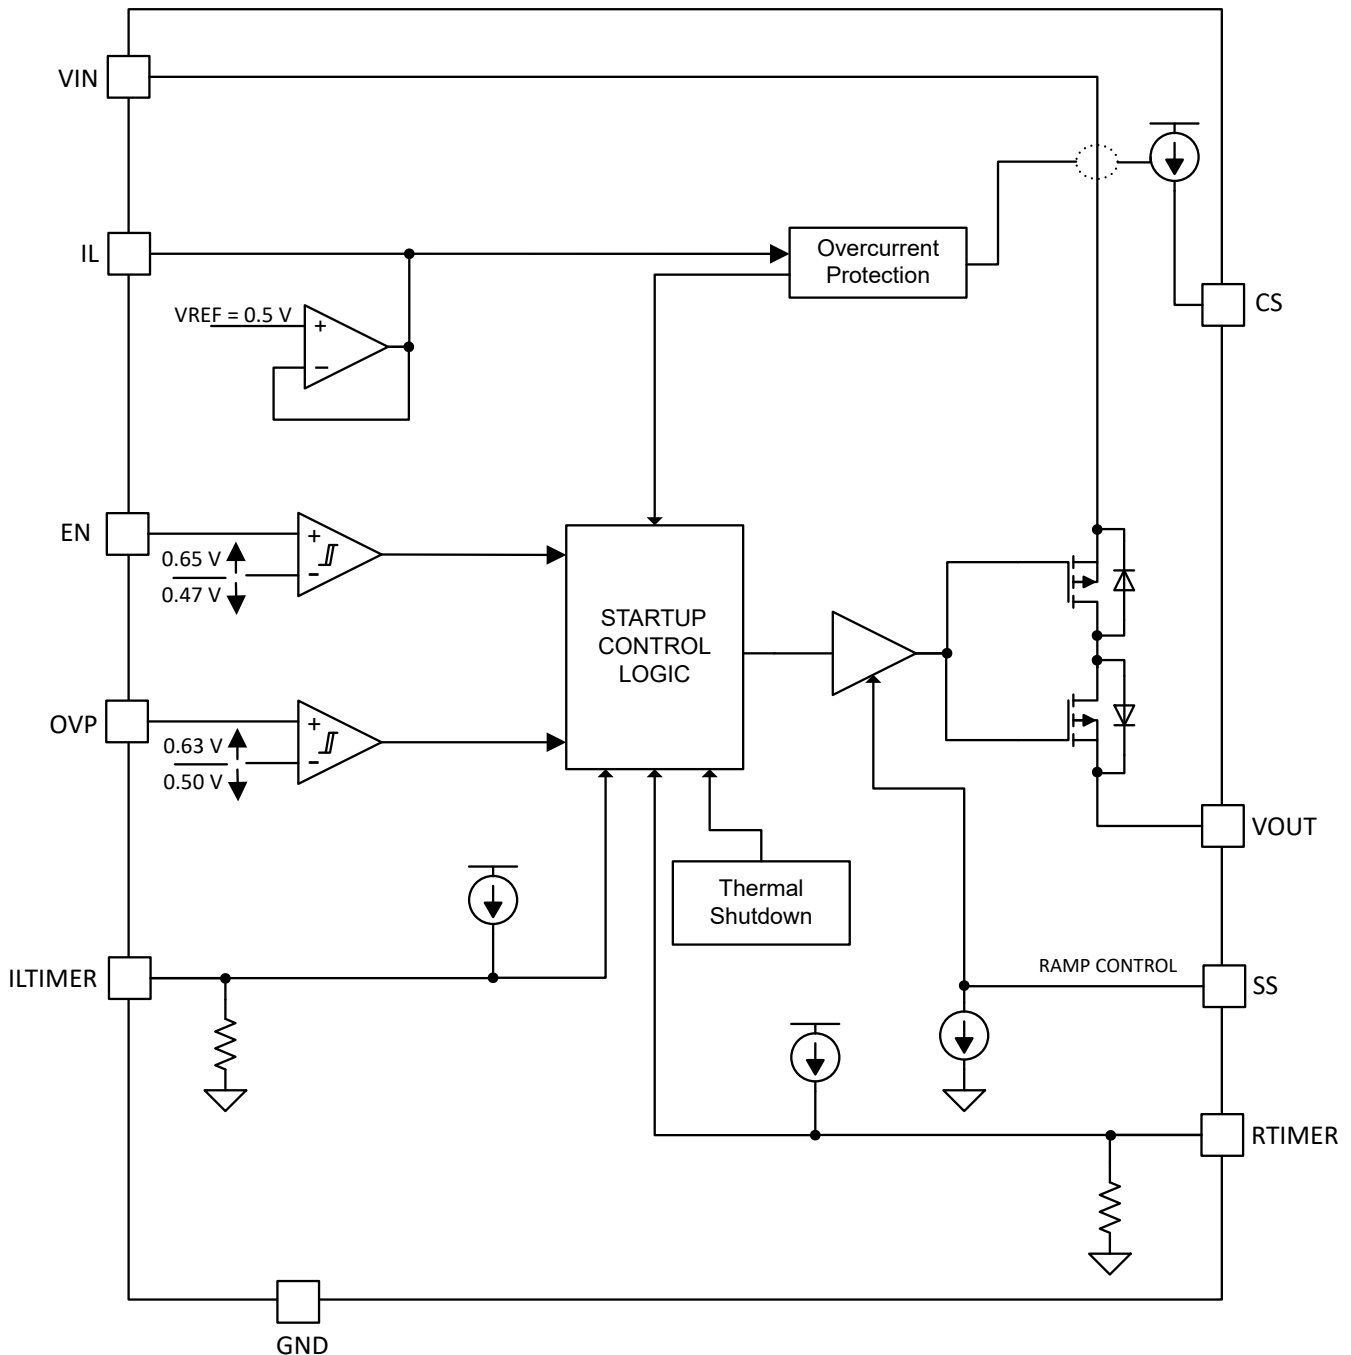 VIN
IL
Overcurrent
Protection
CS
VREF = 0.5 V
+
−
EN
0.65 V
0.47 V
+
−
STARTUP
CONTROL
LOGIC
OVP
0.63 V
0.50 V
+
−
VOUT
Thermal
Shutdown
ILTIMER
RAMP CONTROL
SS
RTIMER
GND